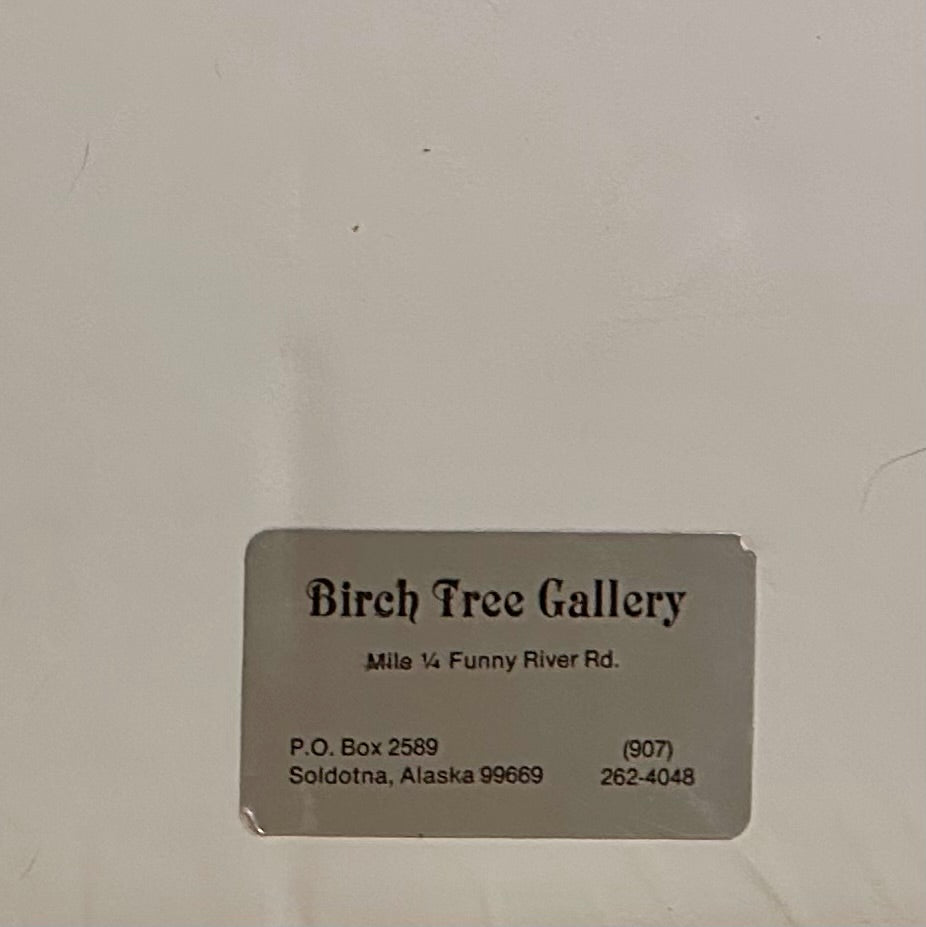 Birch Tree Gallery
Mile ¼ Funny River Rd.
P.O. Box 2589 (907)
Soldotna, Alaska 99669 262-4048